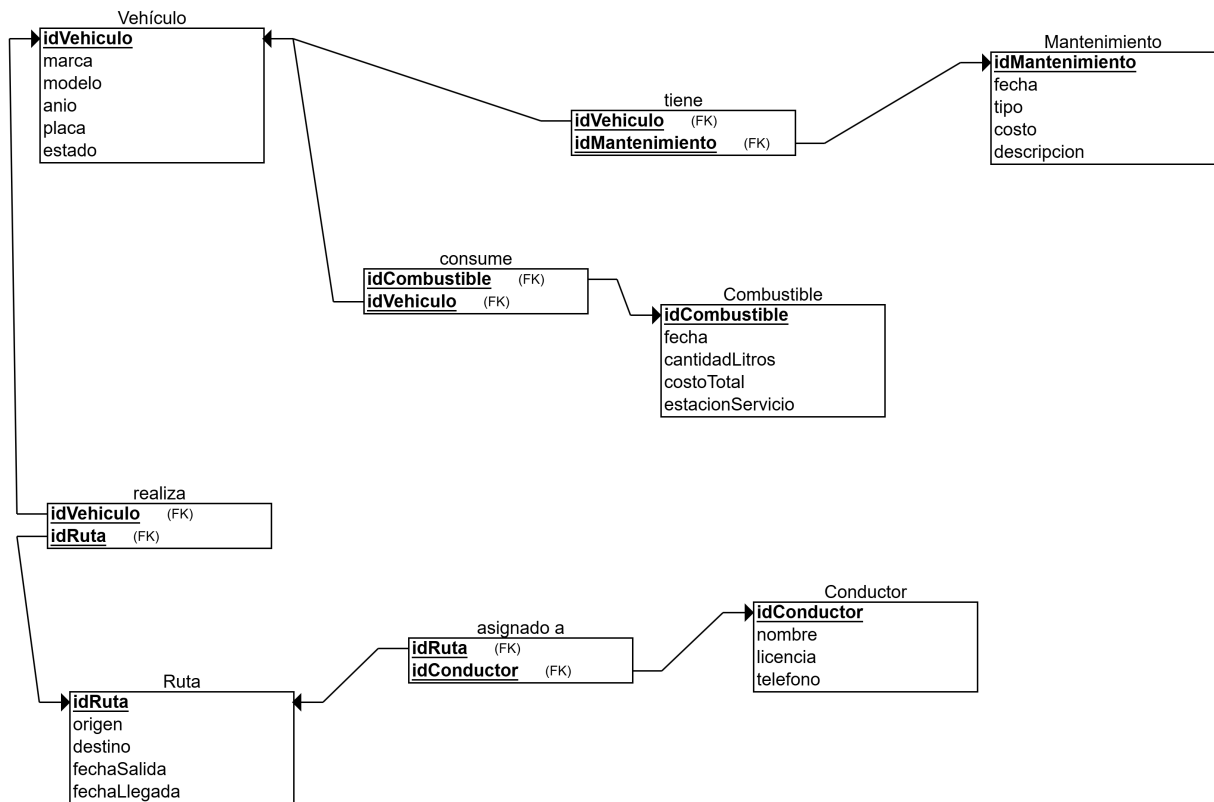 Vehículo
idVehiculo
marca
modelo
anio
placa
estado
Mantenimiento
idMantenimiento
fecha
tipo
costo
descripcion
tiene
idVehiculo (FK)
idMantenimiento (FK)
consume
idCombustible (FK)
idVehiculo (FK)
Combustible
idCombustible
fecha
cantidadLitros
costoTotal
estacionServicio
realiza
idVehiculo (FK)
idRuta (FK)
Conductor
idConductor
nombre
licencia
telefono
asignado a
idRuta (FK)
idConductor (FK)
Ruta
idRuta
origen
destino
fechaSalida
fechaLlegada